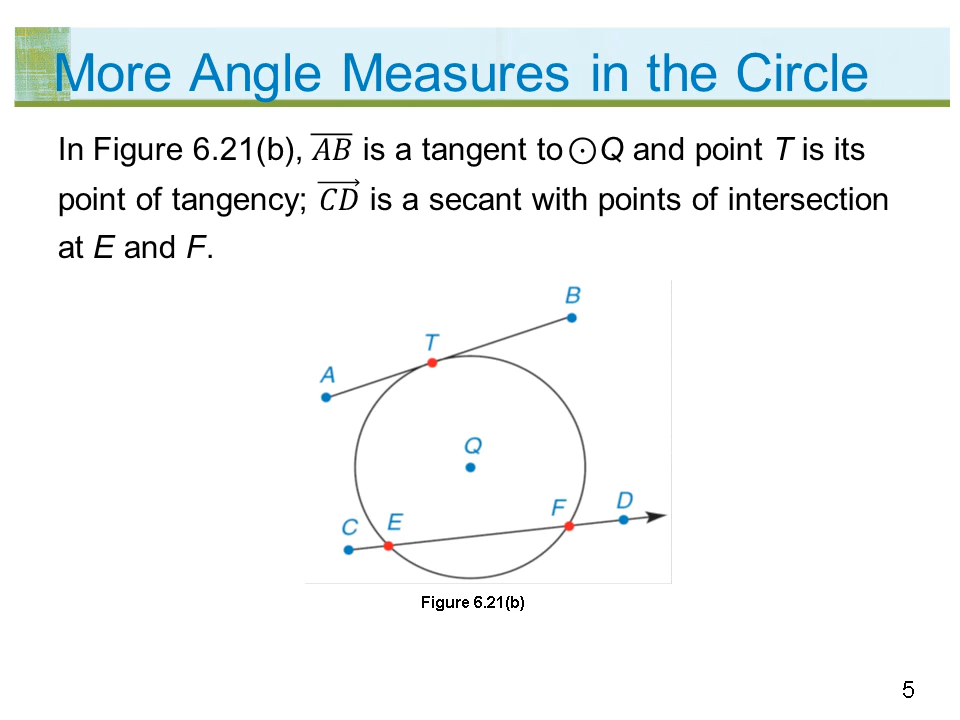 More Angle Measures in the Circle
In Figure 6.21(b), A̅B̅ is a tangent to ⊙Q and point T is its
point of tangency; CD⃗ is a secant with points of intersection
at E and F.
B
T
A
Q
F
D
C
E
Figure 6.21(b)
5